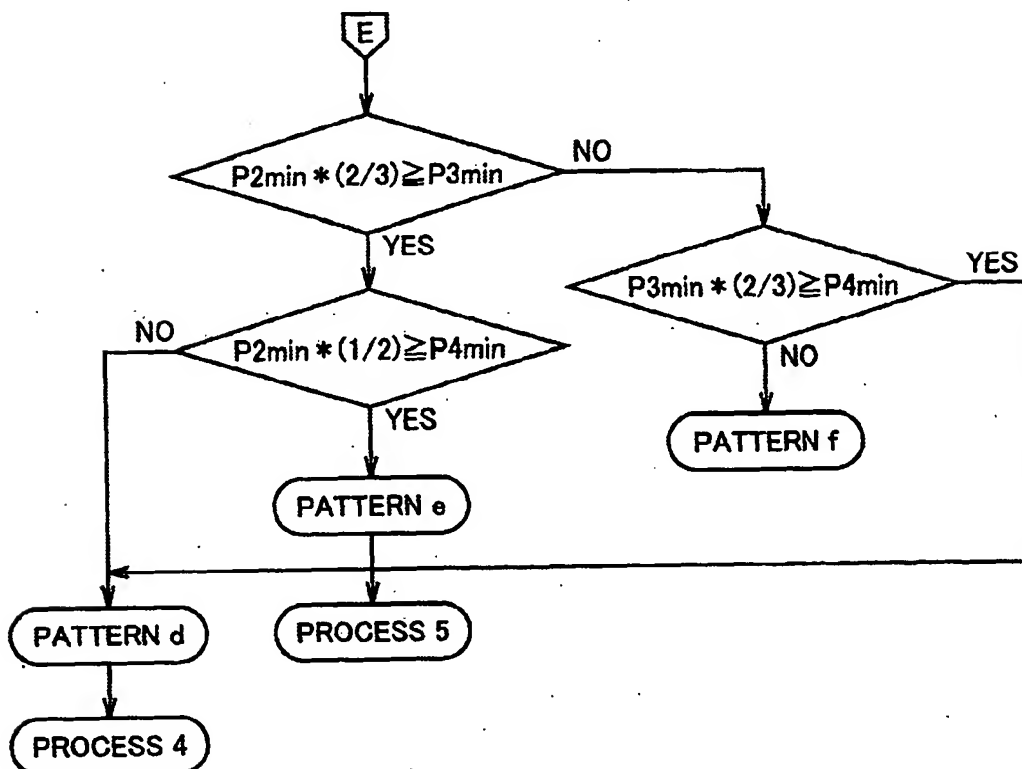 E
P2min*(2/3)≧P3min
NO
YES
P3min*(2/3)≧P4min
YES
NO
P2min*(1/2)≧P4min
NO
YES
PATTERN f
PATTERN e
PATTERN d
PROCESS 5
PROCESS 4